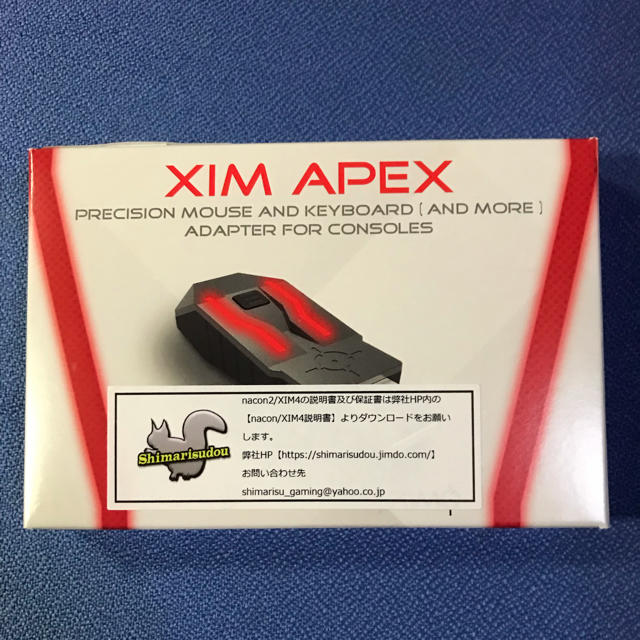 XIM APEX
PRECISION MOUSE AND KEYBOARD [ AND MORE ]
ADAPTER FOR CONSOLES
nacon2/XIM4の説明書及び保証書は弊社HP内の
【nacon/XIM4説明書】よりダウンロードをお願い
します。
弊社HP【https://shimarisudou.jimdo.com/】
お問い合わせ先
shimarisu_gaming@yahoo.co.jp
Shimarisudou